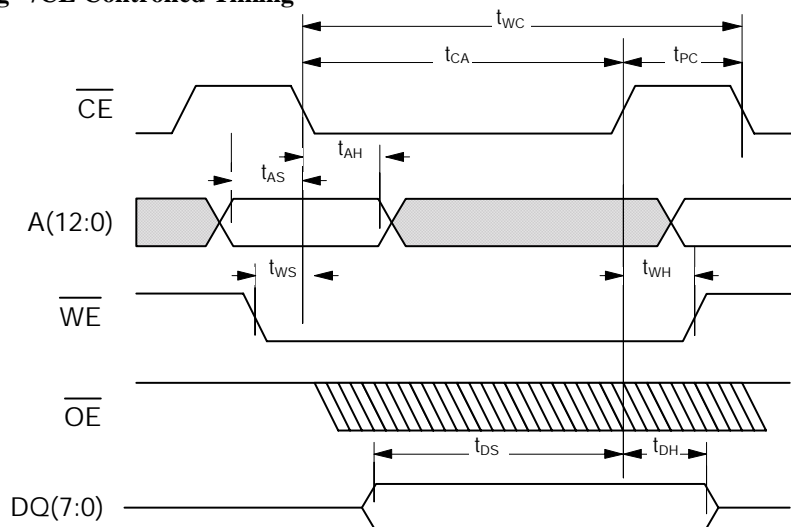 /CE Controlled Timing
tWC
tCA
tPC
CE
tAH
tAS
A(12:0)
tWS
tWH
WE
OE
tDS
tDH
DQ(7:0)